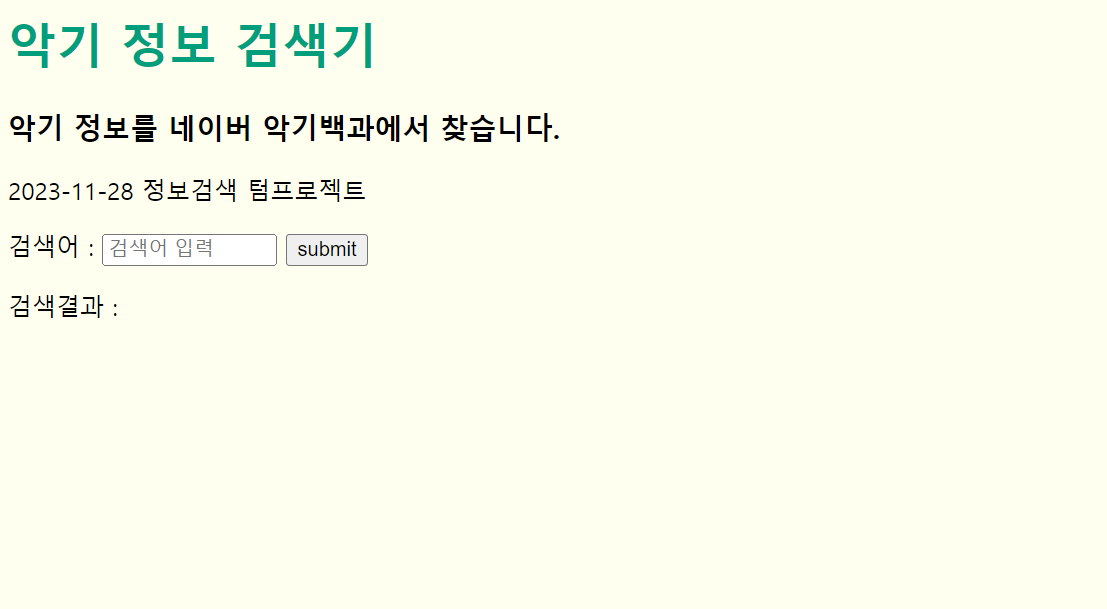 악기 정보 검색기
악기 정보를 네이버 악기백과에서 찾습니다.
2023-11-28 정보검색 텀프로젝트
검색어 : 검색어 입력 submit
검색결과 :